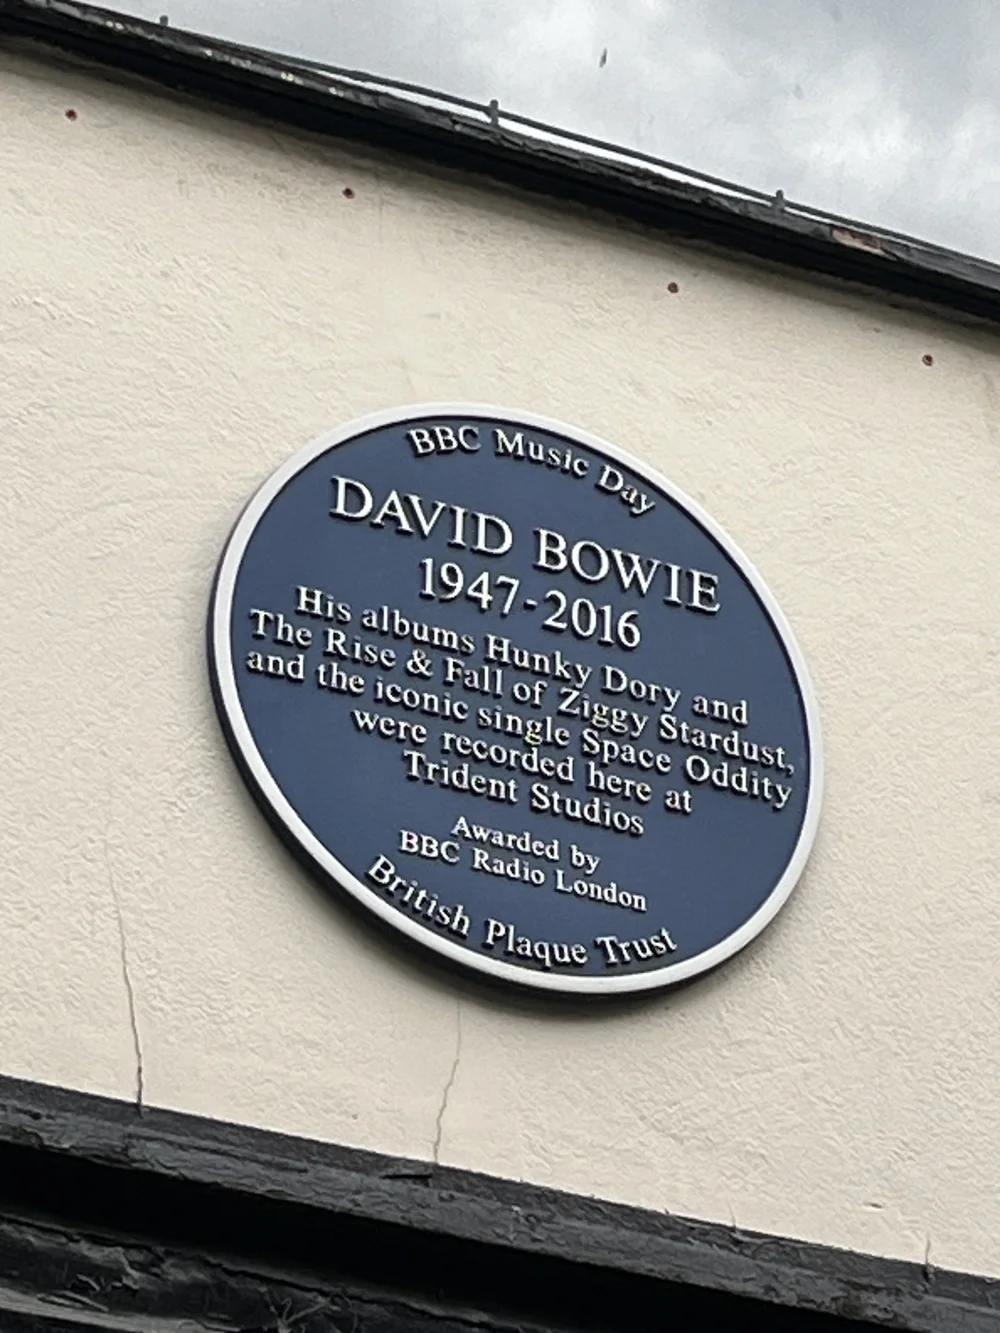 BBC Music Day
DAVID BOWIE
1947-2016
His albums Hunky Dory and
The Rise & Fall of Ziggy Stardust,
and the iconic single Space Oddity
were recorded here at
Trident Studios
Awarded by
BBC Radio London
British Plaque Trust